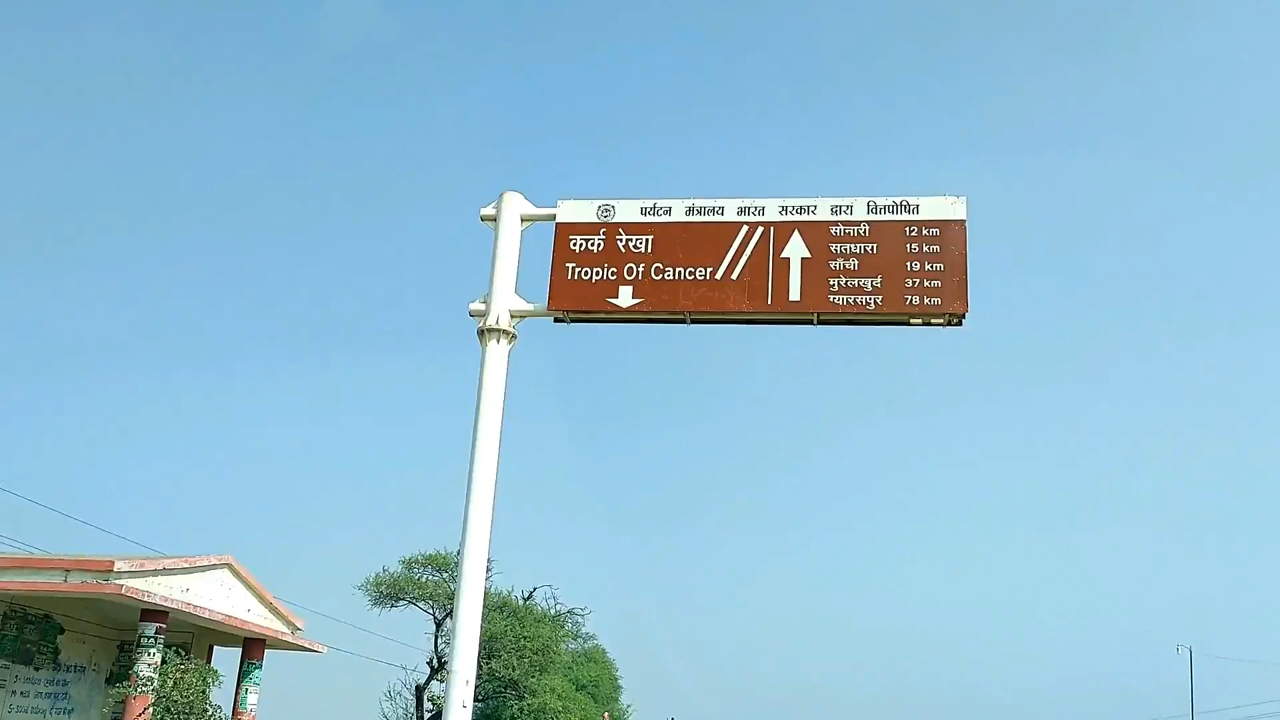 पर्यटन मंत्रालय भारत सरकार द्वारा वित्तपोषित
कर्क रेखा
Tropic Of Cancer
सोनारी 12 km
सतधारा 15 km
साँची 19 km
मुरेलखुर्द 37 km
ग्यारसपुर 78 km